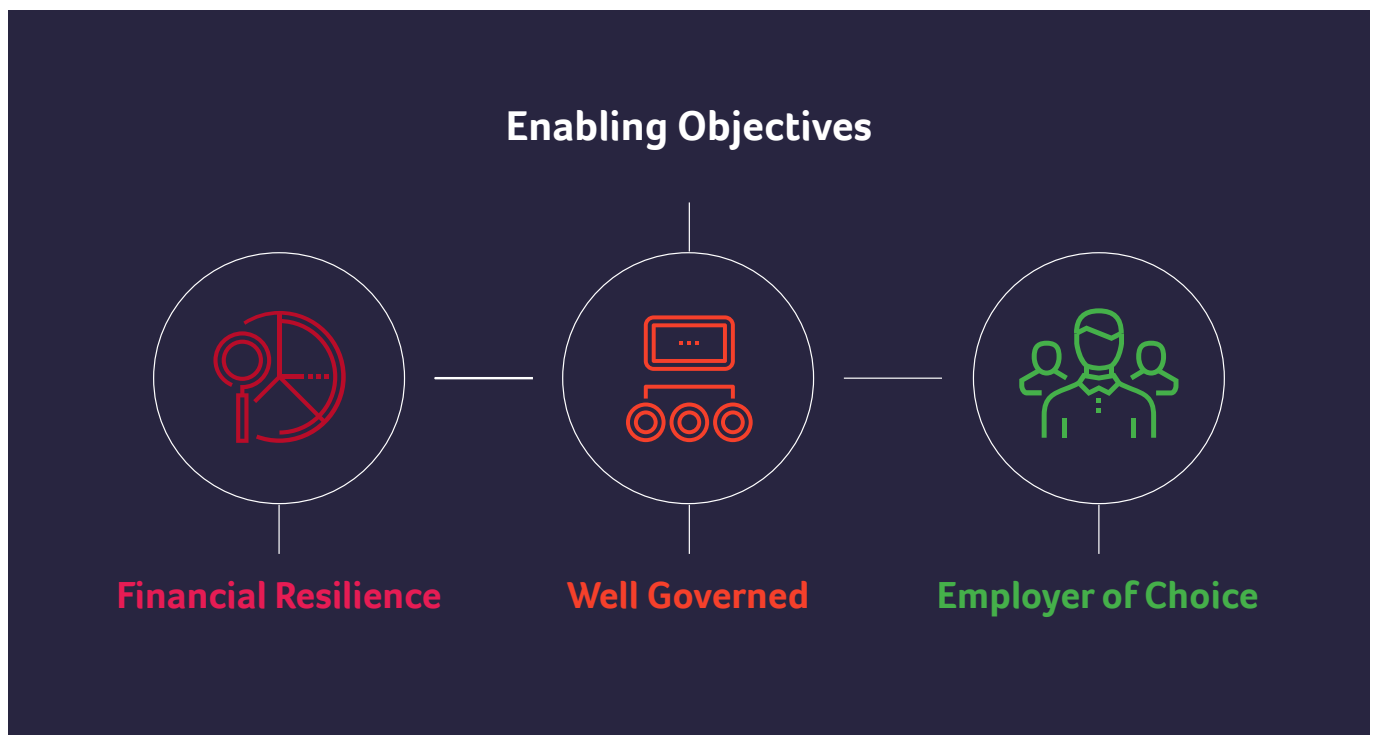 Enabling Objectives
Financial Resilience
Well Governed
Employer of Choice